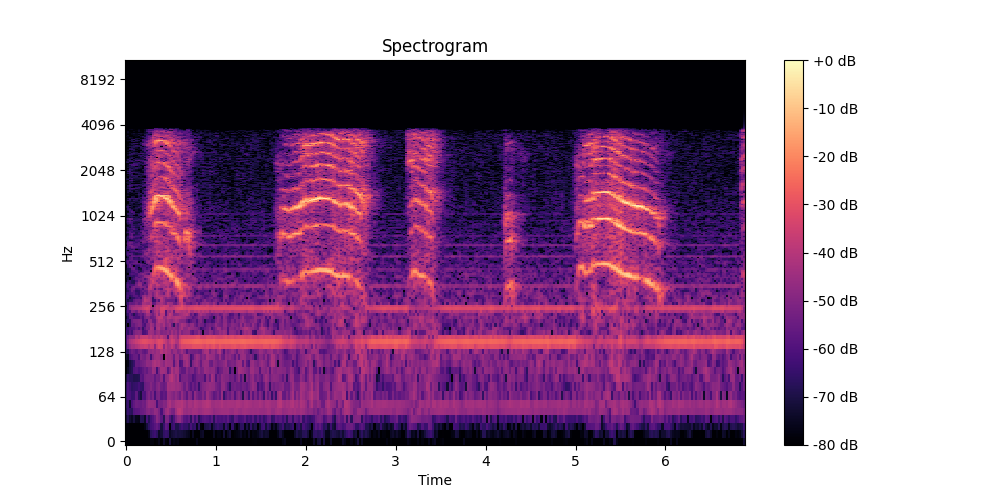 Spectrogram
8192
4096
2048
1024
512
256
128
64
0
Hz
0 1 2 3 4 5 6
Time
+0 dB
-10 dB
-20 dB
-30 dB
-40 dB
-50 dB
-60 dB
-70 dB
-80 dB